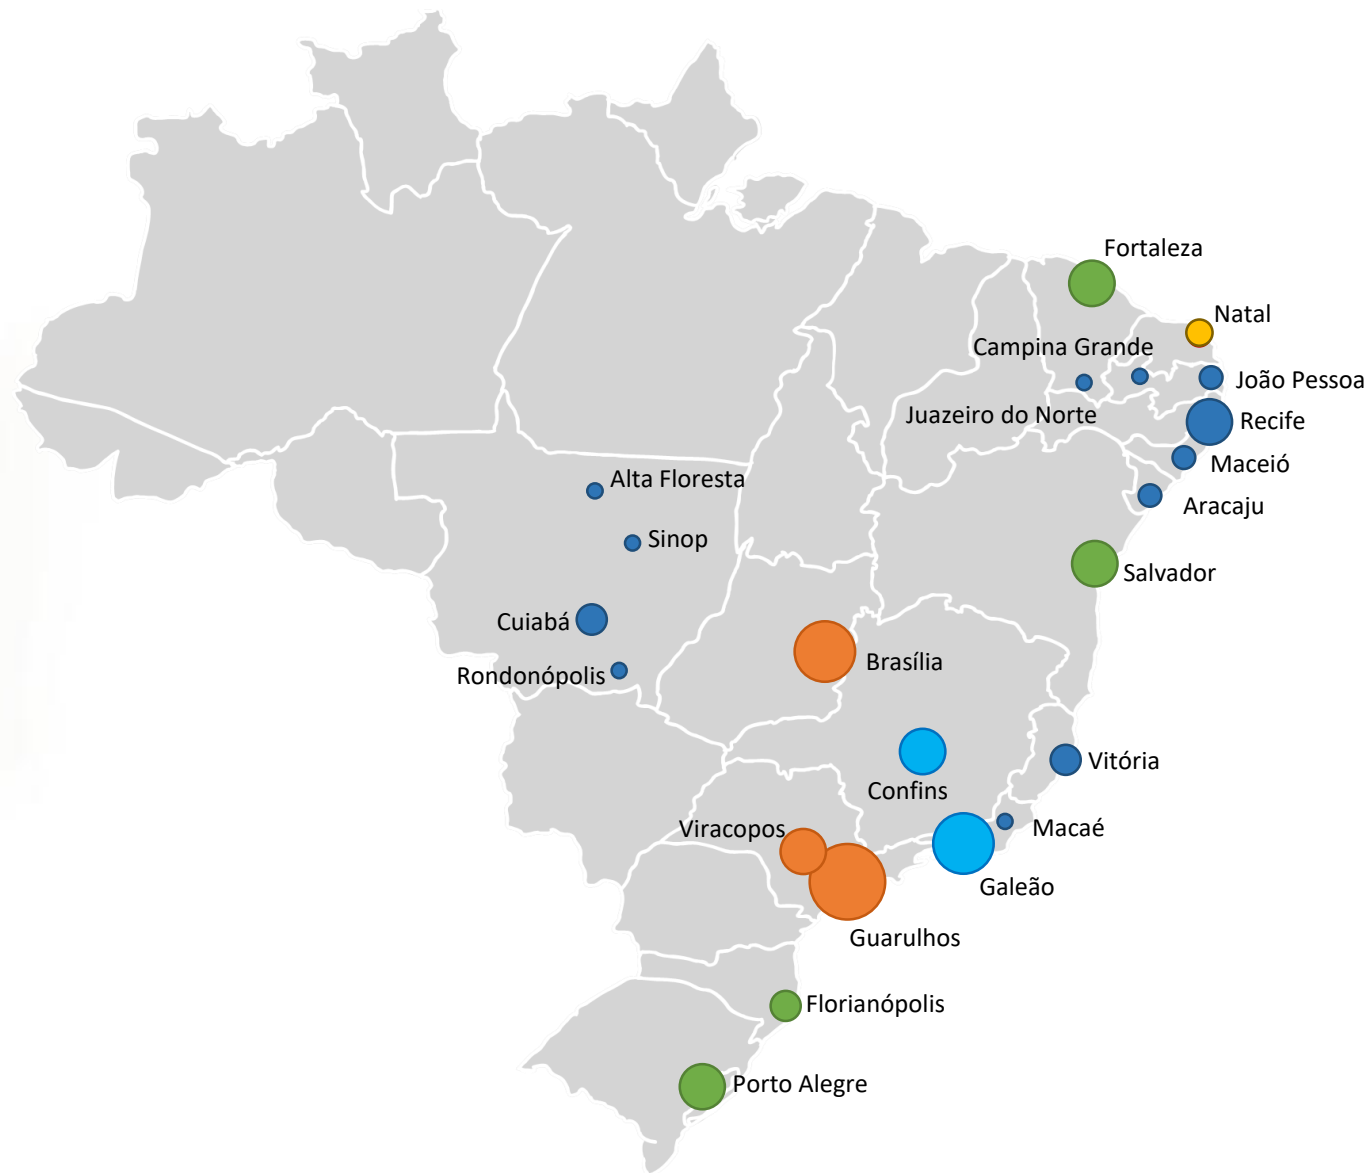 Fortaleza
Natal
Campina Grande
João Pessoa
Juazeiro do Norte
Recife
Maceió
Alta Floresta
Aracaju
Sinop
Salvador
Cuiabá
Brasília
Rondonópolis
Vitória
Confins
Viracopos
Macaé
Galeão
Guarulhos
Florianópolis
Porto Alegre